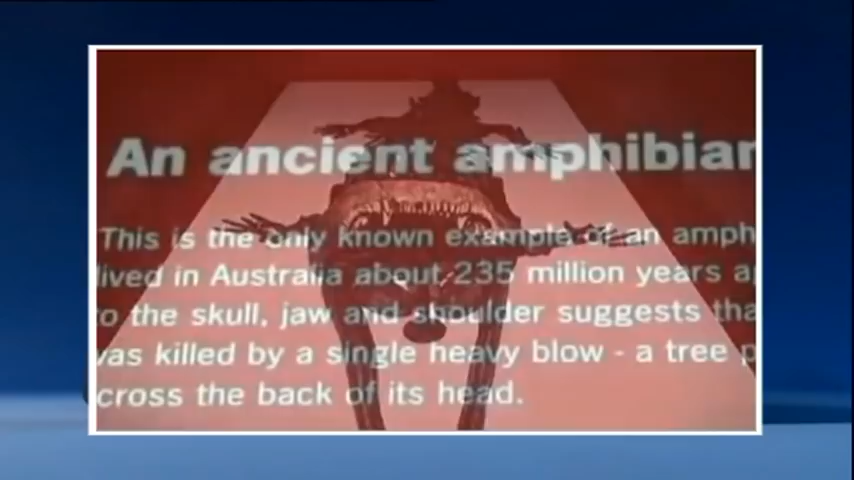 An ancient amphibian
This is the only known example of an amph
lived in Australia about 235 million years a
to the skull, jaw and shoulder suggests tha
was killed by a single heavy blow - a tree p
cross the back of its head.